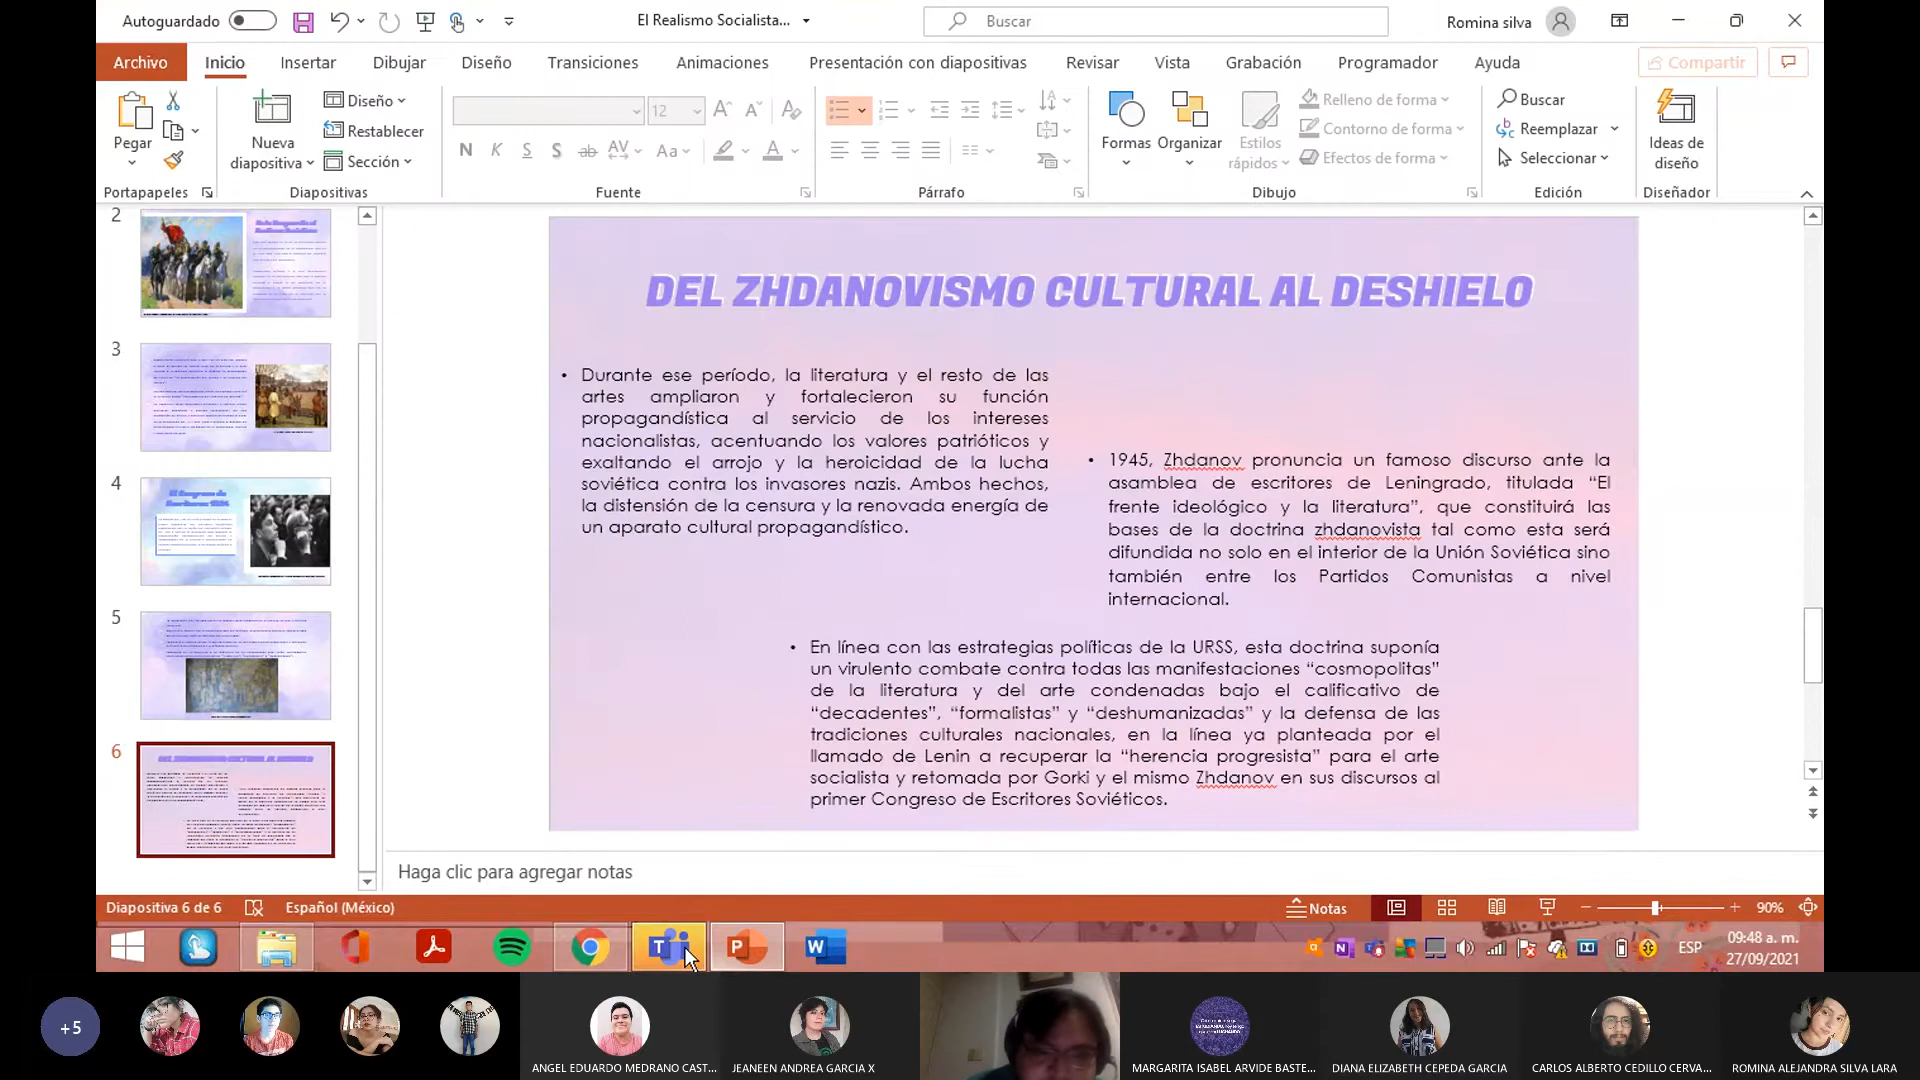 Autoguardado
El Realismo Socialista...
Buscar
Romina silva
Archivo
Inicio
Insertar
Dibujar
Diseño
Transiciones
Animaciones
Presentación con diapositivas
Revisar
Vista
Grabación
Programador
Ayuda
Compartir
Pegar
Nueva
diapositiva
Diseño
Restablecer
Sección
12
N K S S ab AV Aa A
Formas
Organizar
Estilos
rápidos
Relleno de forma
Contorno de forma
Efectos de forma
Buscar
Reemplazar
Seleccionar
Ideas de
diseño
Portapapeles
Diapositivas
Fuente
Párrafo
Dibujo
Edición
Diseñador
2
3
4
5
6
DEL ZHDANOVISMO CULTURAL AL DESHIELO
• Durante ese período, la literatura y el resto de las
artes ampliaron y fortalecieron su función
propagandística al servicio de los intereses
nacionalistas, acentuando los valores patrióticos y
exaltando el arrojo y la heroicidad de la lucha
soviética contra los invasores nazis. Ambos hechos,
la distensión de la censura y la renovada energía de
un aparato cultural propagandístico.
• 1945, Zhdanov pronuncia un famoso discurso ante la
asamblea de escritores de Leningrado, titulada “El
frente ideológico y la literatura”, que constituirá las
bases de la doctrina zhdanovista tal como esta será
difundida no solo en el interior de la Unión Soviética sino
también entre los Partidos Comunistas a nivel
internacional.
• En línea con las estrategias políticas de la URSS, esta doctrina suponía
un virulento combate contra todas las manifestaciones “cosmopolitas”
de la literatura y del arte condenadas bajo el calificativo de
“decadentes”, “formalistas” y “deshumanizadas” y la defensa de las
tradiciones culturales nacionales, en la línea ya planteada por el
llamado de Lenin a recuperar la “herencia progresista” para el arte
socialista y retomada por Gorki y el mismo Zhdanov en sus discursos al
primer Congreso de Escritores Soviéticos.
Haga clic para agregar notas
Diapositiva 6 de 6
Español (México)
Notas
90%
ESP
09:48 a. m.
27/09/2021
+5
ANGEL EDUARDO MEDRANO CAST...
JEANEEN ANDREA GARCIA X
MARGARITA ISABEL ARVIDE BASTE...
DIANA ELIZABETH CEPEDA GARCIA
CARLOS ALBERTO CEDILLO CERVA...
ROMINA ALEJANDRA SILVA LARA